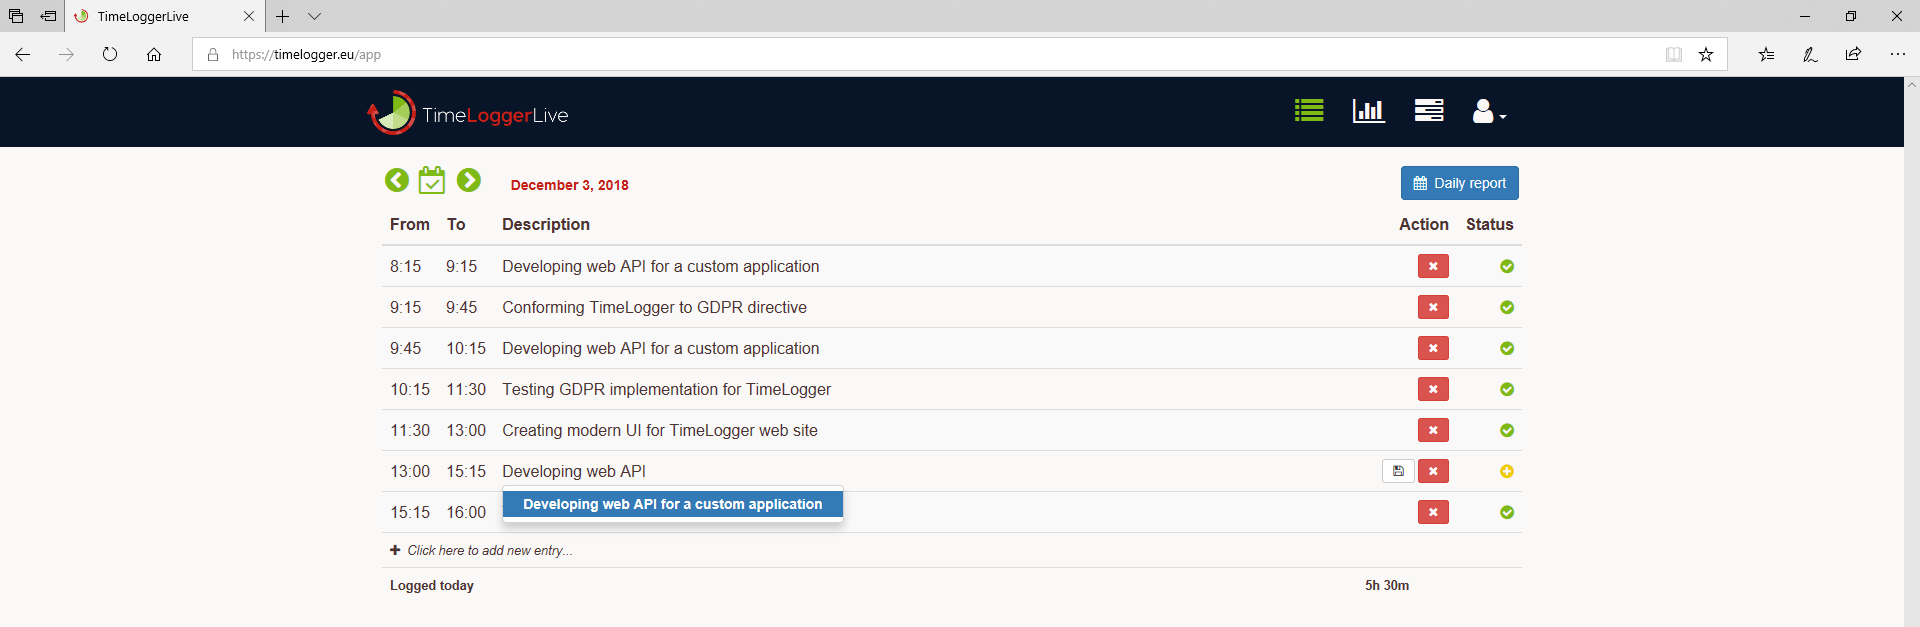 TimeLoggerLive
https://timelogger.eu/app
TimeLoggerLive
December 3, 2018
Daily report
From To Description Action Status
8:15 9:15 Developing web API for a custom application
9:15 9:45 Conforming TimeLogger to GDPR directive
9:45 10:15 Developing web API for a custom application
10:15 11:30 Testing GDPR implementation for TimeLogger
11:30 13:00 Creating modern UI for TimeLogger web site
13:00 15:15 Developing web API
Developing web API for a custom application
15:15 16:00
Click here to add new entry...
Logged today 5h 30m